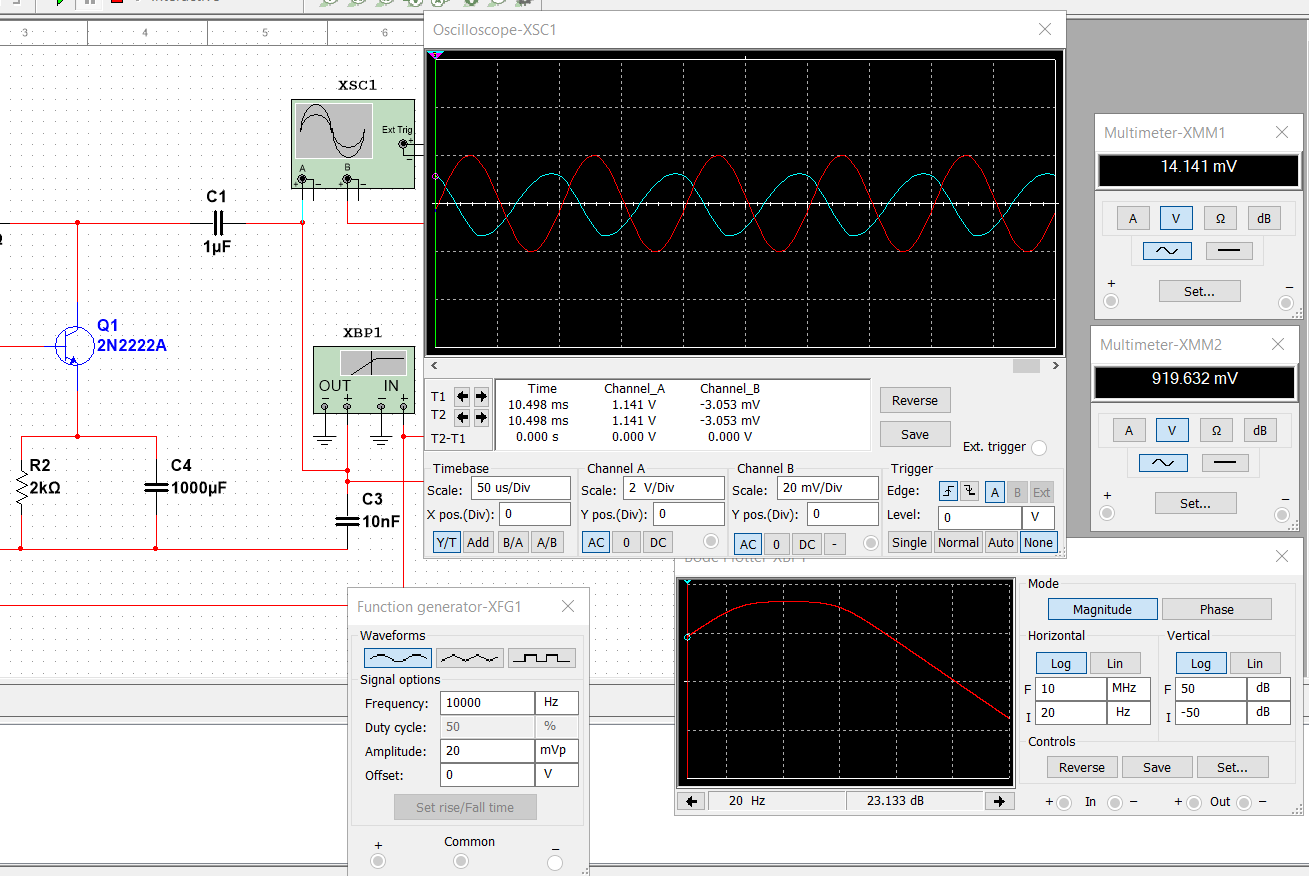 3 4 5 6
XSC1
Ext Trig
A B
C1
1µF
Q1
2N2222A
XBP1
OUT IN
R2
2kΩ
C4
1000µF
C3
10nF
Oscilloscope-XSC1
T1
T2
T2-T1
Time Channel_A Channel_B
10.498 ms 1.141 V -3.053 mV
10.498 ms 1.141 V -3.053 mV
0.000 s 0.000 V 0.000 V
Reverse
Save
Ext. trigger
Timebase
Scale: 50 us/Div
X pos.(Div): 0
Y/T Add B/A A/B
Channel A
Scale: 2 V/Div
Y pos.(Div): 0
AC 0 DC
Channel B
Scale: 20 mV/Div
Y pos.(Div): 0
AC 0 DC -
Trigger
Edge: A B Ext
Level: 0 V
Single Normal Auto None
Multimeter-XMM1
14.141 mV
A V Ω dB
+ −
Set...
Multimeter-XMM2
919.632 mV
A V Ω dB
+ −
Set...
Function generator-XFG1
Waveforms
Signal options
Frequency: 10000 Hz
Duty cycle: 50 %
Amplitude: 20 mVp
Offset: 0 V
Set rise/Fall time
+ Common −
20 Hz 23.133 dB
Mode
Magnitude Phase
Horizontal Vertical
Log Lin Log Lin
F 10 MHz F 50 dB
I 20 Hz I -50 dB
Controls
Reverse Save Set...
+ In − + Out −